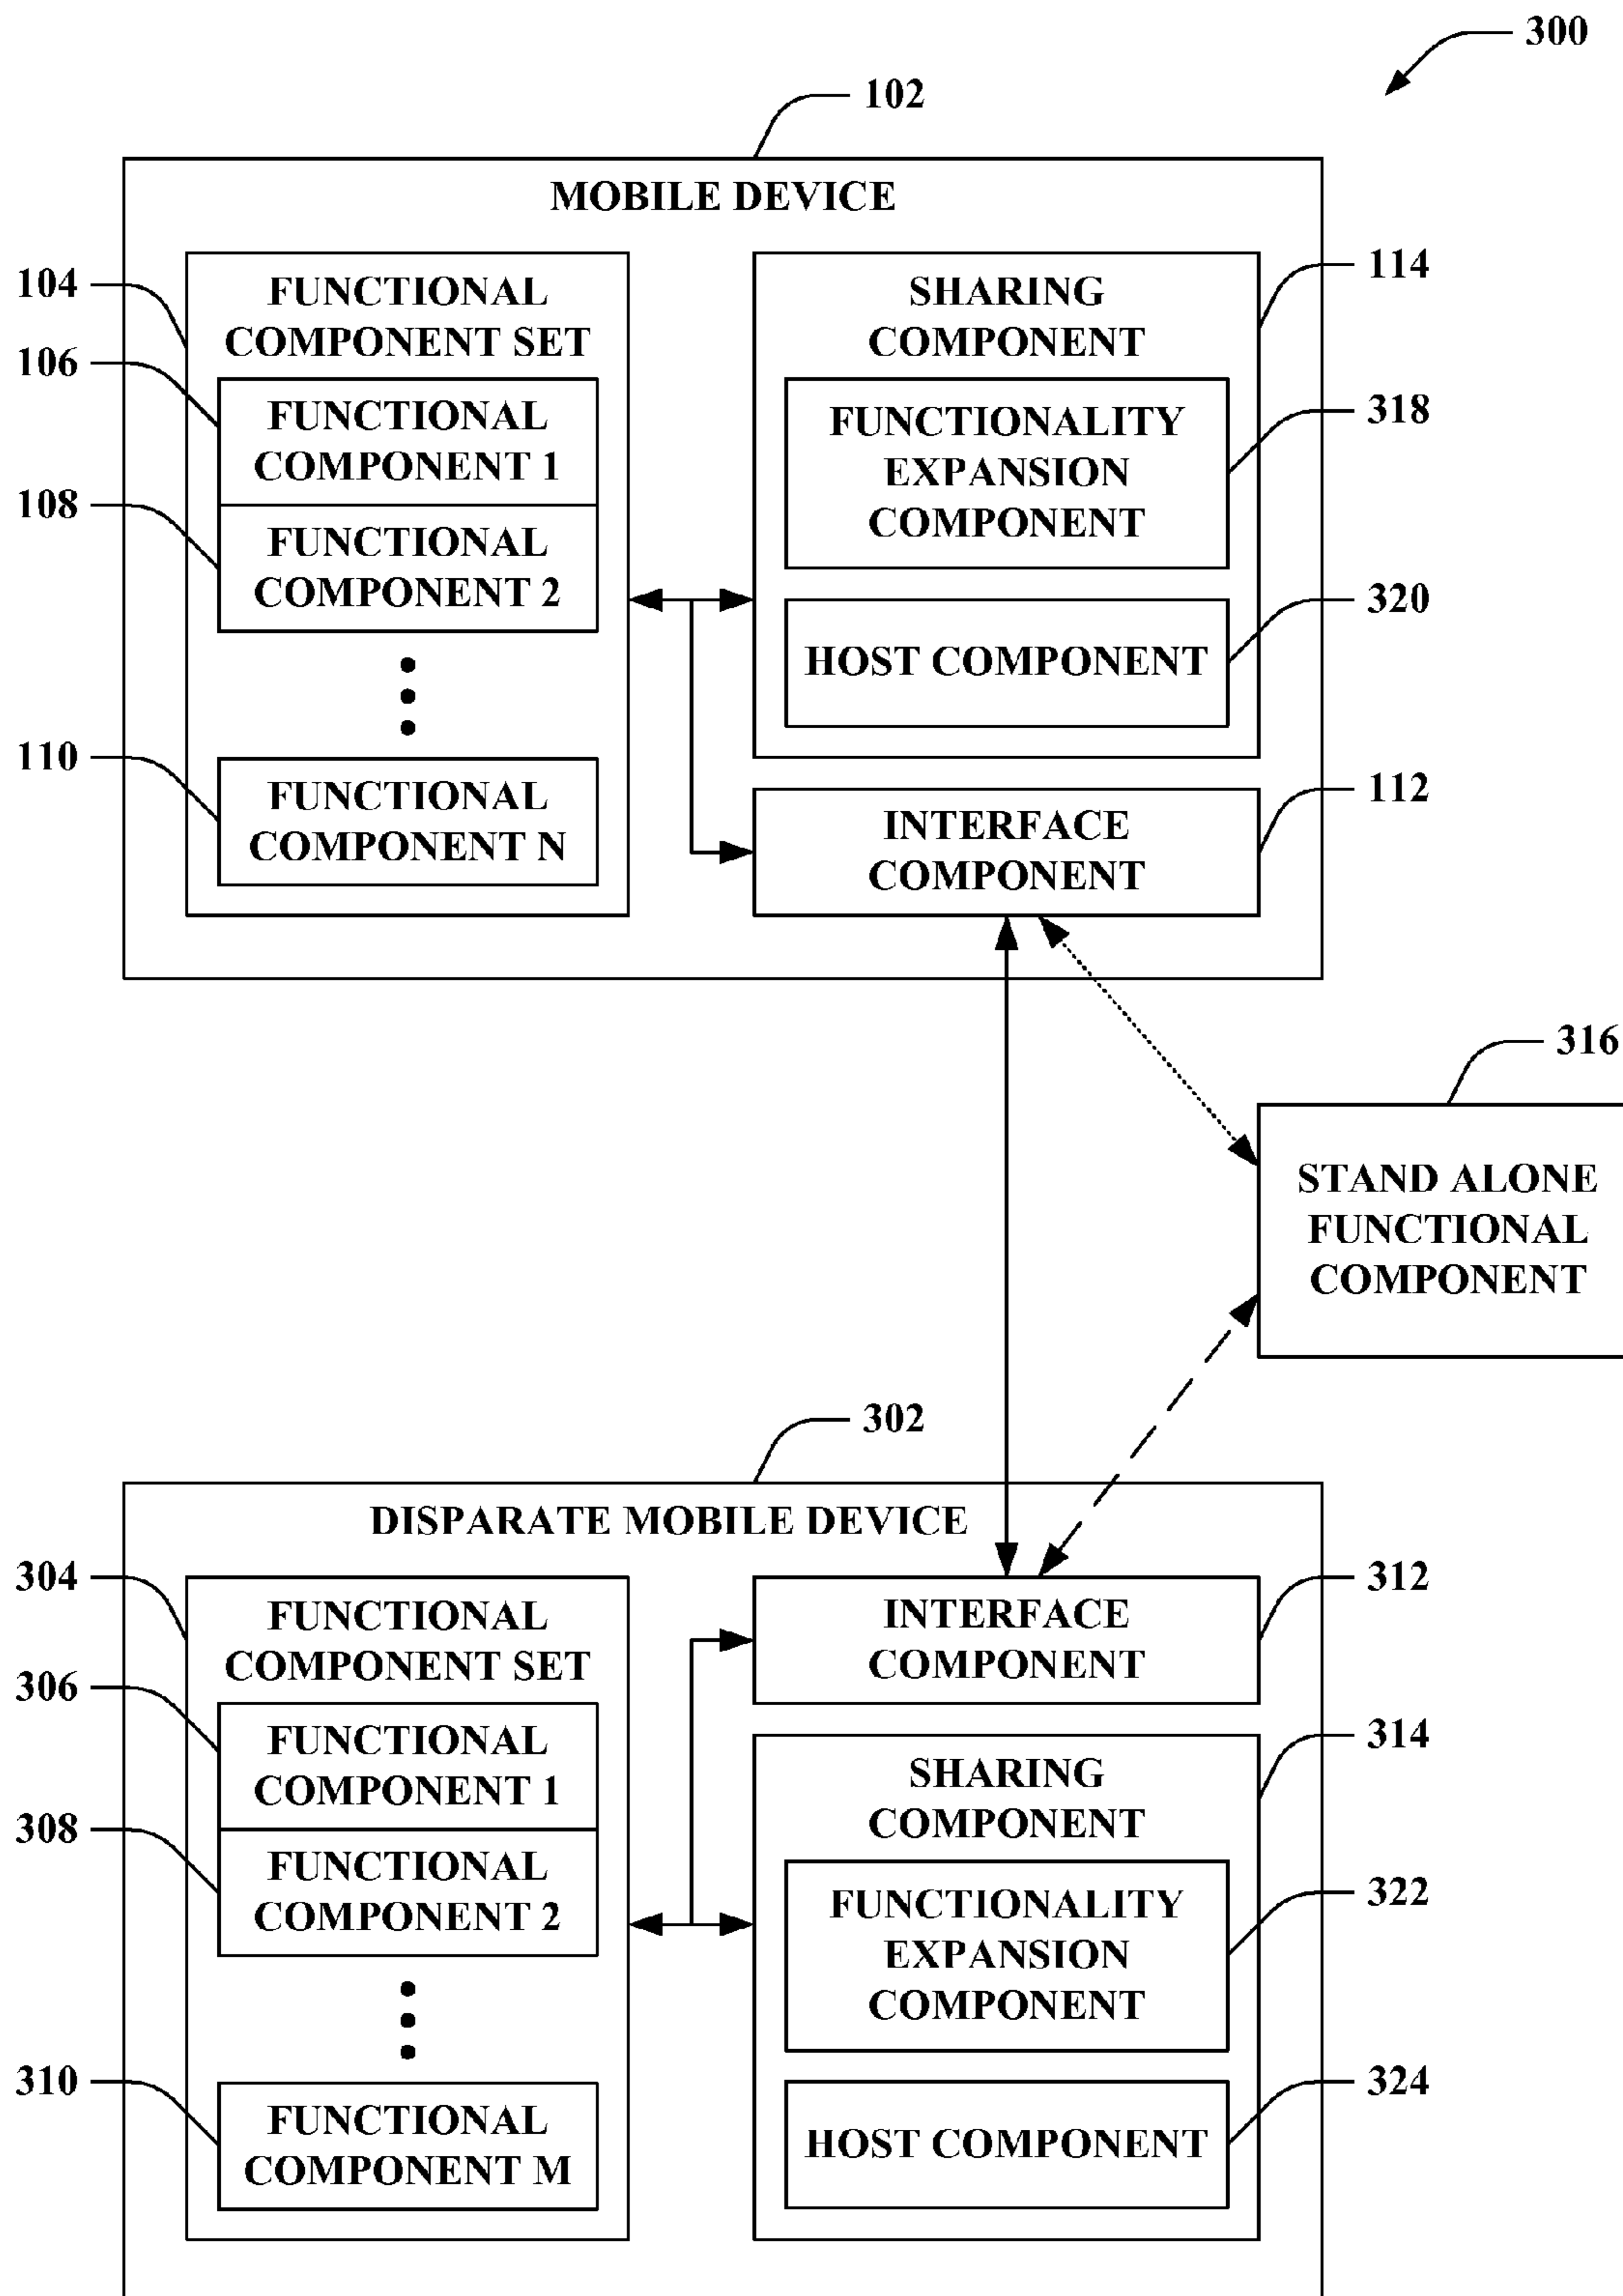 300
102
MOBILE DEVICE
104
FUNCTIONAL
COMPONENT SET
106
FUNCTIONAL
COMPONENT 1
108
FUNCTIONAL
COMPONENT 2
110
FUNCTIONAL
COMPONENT N
114
SHARING
COMPONENT
318
FUNCTIONALITY
EXPANSION
COMPONENT
320
HOST COMPONENT
112
INTERFACE
COMPONENT
316
STAND ALONE
FUNCTIONAL
COMPONENT
302
DISPARATE MOBILE DEVICE
304
FUNCTIONAL
COMPONENT SET
306
FUNCTIONAL
COMPONENT 1
308
FUNCTIONAL
COMPONENT 2
310
FUNCTIONAL
COMPONENT M
312
INTERFACE
COMPONENT
314
SHARING
COMPONENT
322
FUNCTIONALITY
EXPANSION
COMPONENT
324
HOST COMPONENT